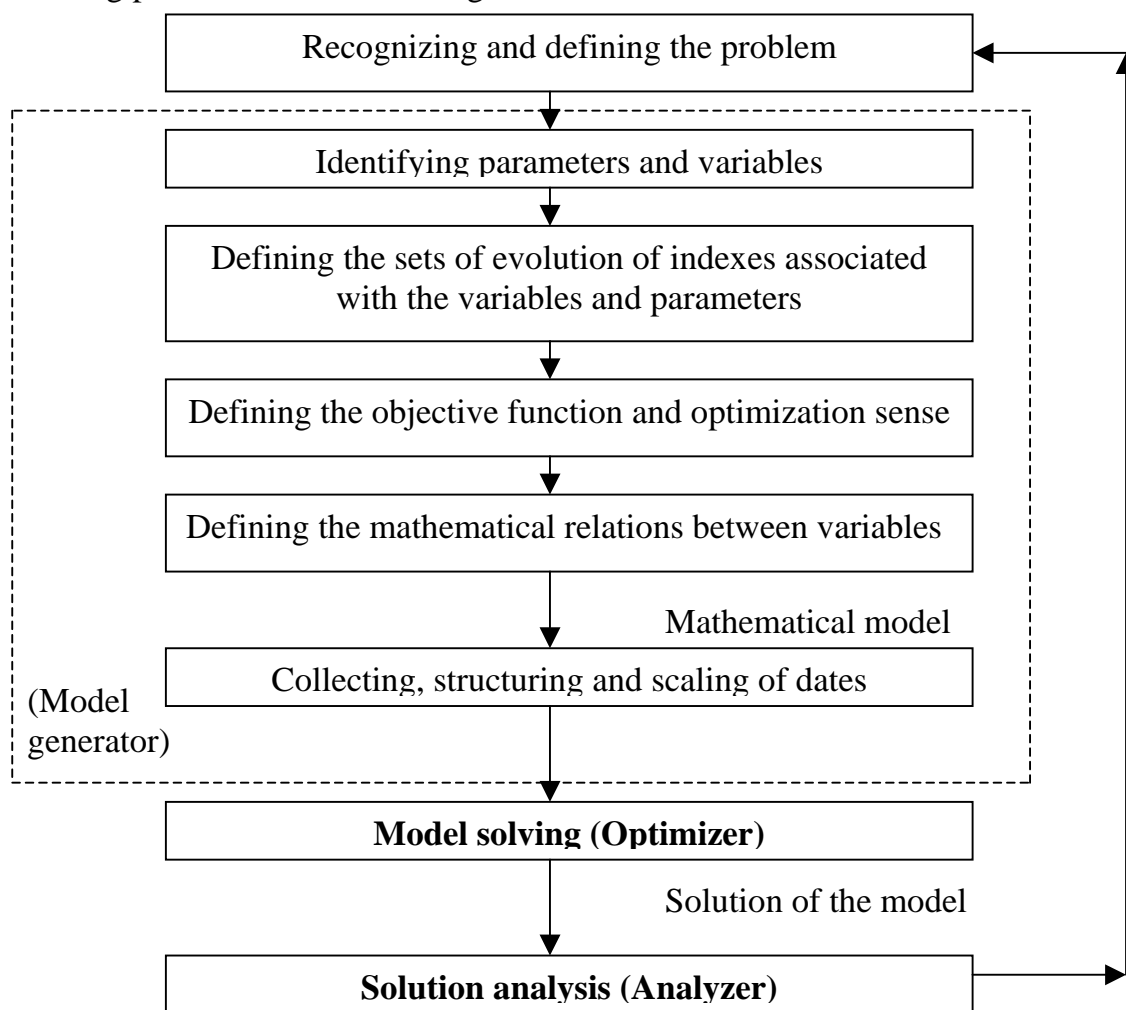 Recognizing and defining the problem
Identifying parameters and variables
Defining the sets of evolution of indexes associated
with the variables and parameters
Defining the objective function and optimization sense
Defining the mathematical relations between variables
Mathematical model
Collecting, structuring and scaling of dates
(Model
generator)
Model solving (Optimizer)
Solution of the model
Solution analysis (Analyzer)